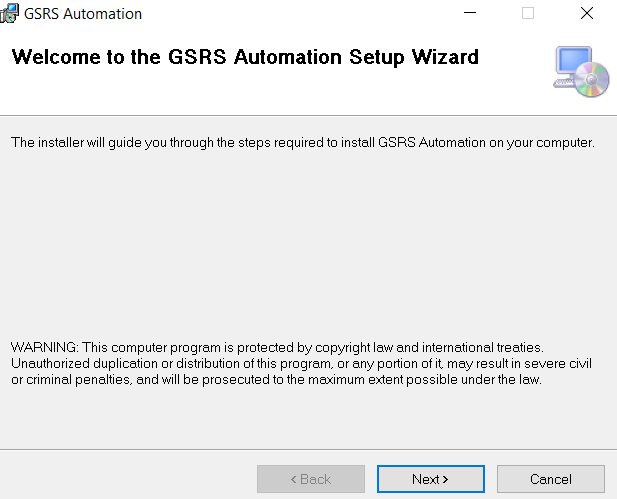 GSRS Automation
Welcome to the GSRS Automation Setup Wizard
The installer will guide you through the steps required to install GSRS Automation on your computer.
WARNING: This computer program is protected by copyright law and international treaties.
Unauthorized duplication or distribution of this program, or any portion of it, may result in severe civil
or criminal penalties, and will be prosecuted to the maximum extent possible under the law.
< Back
Next >
Cancel